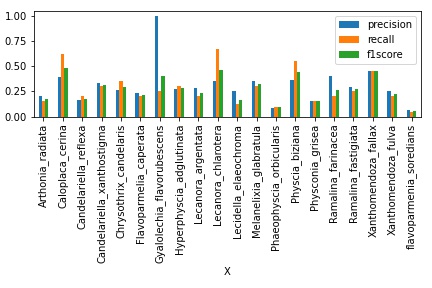 1.00
0.75
0.50
0.25
0.00
precision
recall
f1score
Arthonia_radiata
Caloplaca_cerina
Candelariella_reflexa
Candelariella_xanthostigma
Chrysothrix_candelaris
Flavoparmelia_caperata
Gyalolechia_flavorubescens
Hyperphyscia_adglutinata
Lecanora_argentata
Lecanora_chlarotera
Lecidella_elaeochroma
Melanelixia_glabratula
Phaeophyscia_orbicularis
Physcia_biziana
Physconia_grisea
Ramalina_farinacea
Ramalina_fastigiata
Xanthomendoza_fallax
Xanthomendoza_fulva
flavoparmenia_soredians
X